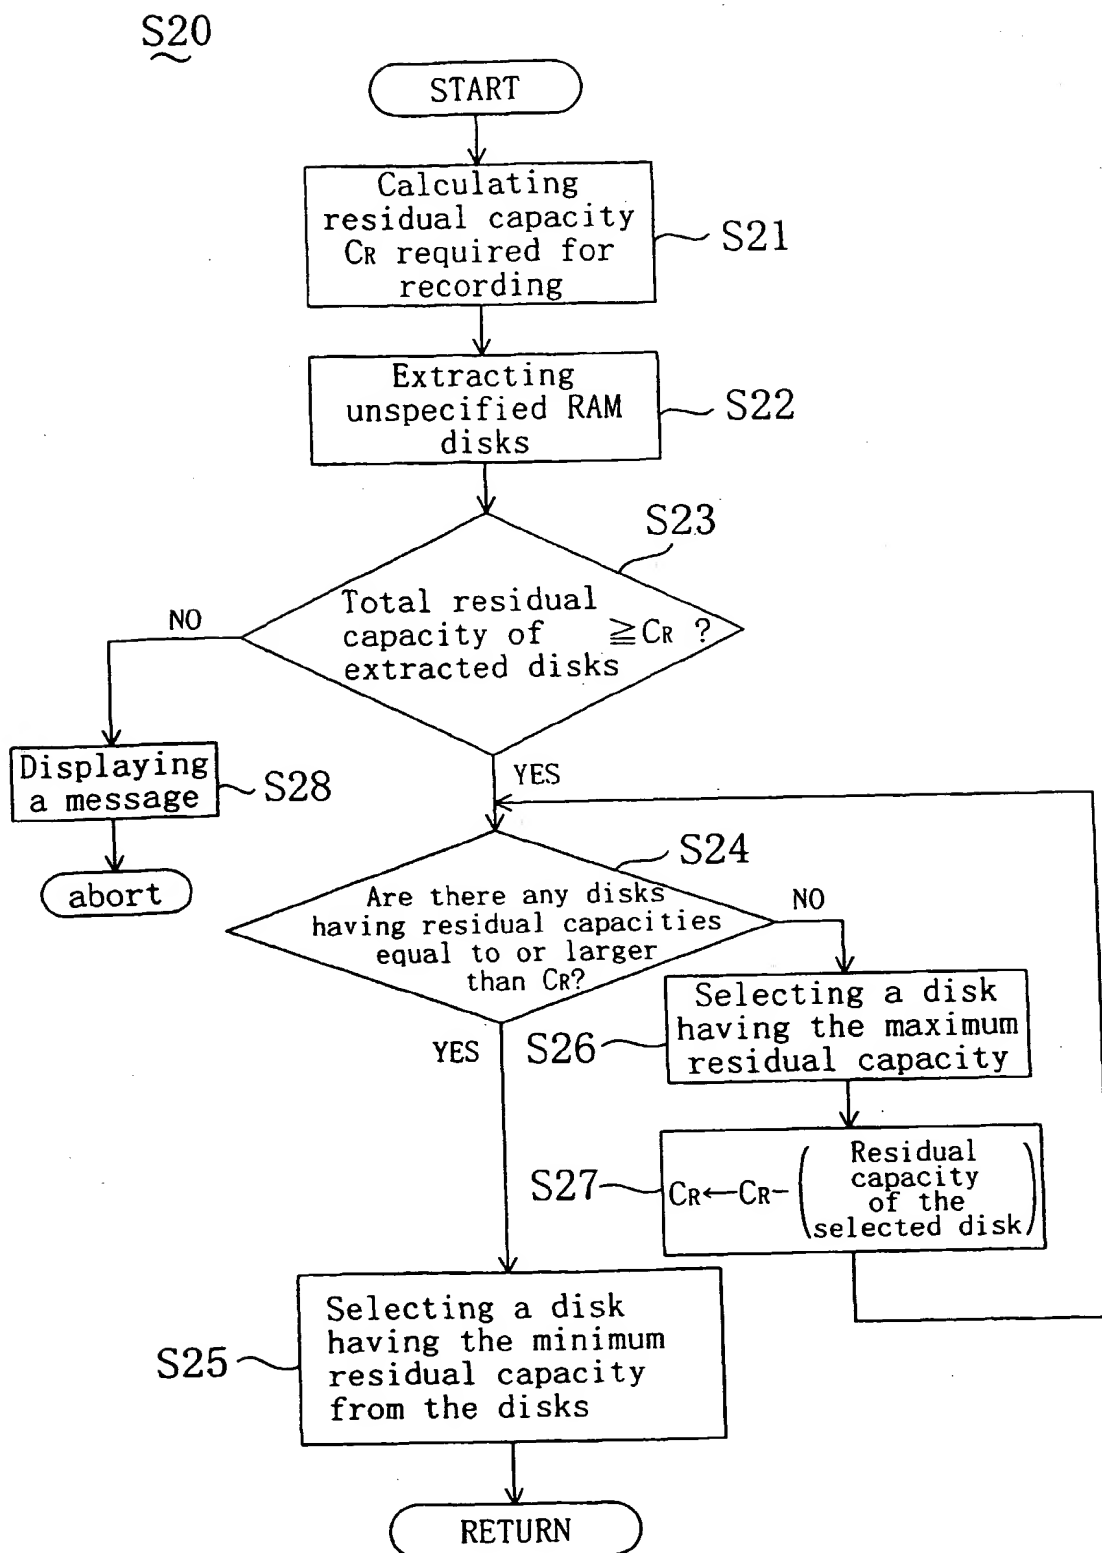 S20
START
Calculating
residual capacity
CR required for
recording
S21
Extracting
unspecified RAM
disks
S22
S23
Total residual
capacity of ≧CR ?
extracted disks
NO
YES
Displaying
a message
S28
abort
S24
Are there any disks
having residual capacities
equal to or larger
than CR?
NO
YES
Selecting a disk
having the maximum
residual capacity
S26
S27
CR←CR-
(Residual
capacity
of the
selected disk)
Selecting a disk
having the minimum
residual capacity
from the disks
S25
RETURN